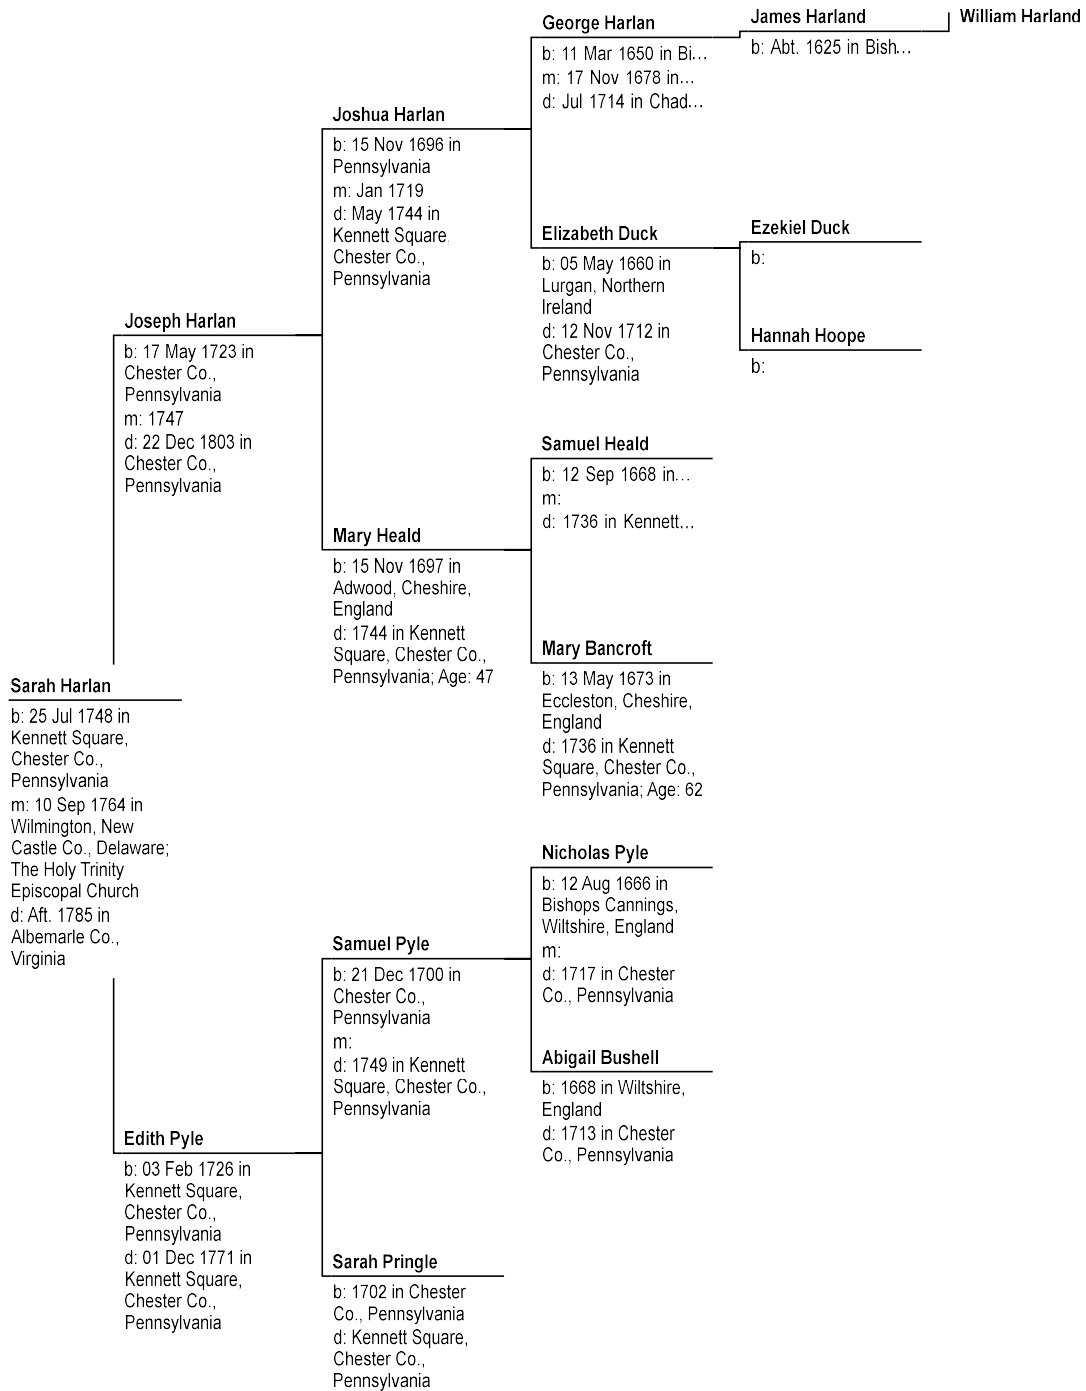 George Harlan
b: 11 Mar 1650 in Bi...
m: 17 Nov 1678 in...
d: Jul 1714 in Chad...
James Harland
b: Abt. 1625 in Bish...
William Harland
Joshua Harlan
b: 15 Nov 1696 in
Pennsylvania
m: Jan 1719
d: May 1744 in
Kennett Square,
Chester Co.,
Pennsylvania
Elizabeth Duck
b: 05 May 1660 in
Lurgan, Northern
Ireland
d: 12 Nov 1712 in
Chester Co.,
Pennsylvania
Ezekiel Duck
b:
Hannah Hoope
b:
Joseph Harlan
b: 17 May 1723 in
Chester Co.,
Pennsylvania
m: 1747
d: 22 Dec 1803 in
Chester Co.,
Pennsylvania
Samuel Heald
b: 12 Sep 1668 in...
m:
d: 1736 in Kennett...
Mary Heald
b: 15 Nov 1697 in
Adwood, Cheshire,
England
d: 1744 in Kennett
Square, Chester Co.,
Pennsylvania; Age: 47
Mary Bancroft
b: 13 May 1673 in
Eccleston, Cheshire,
England
d: 1736 in Kennett
Square, Chester Co.,
Pennsylvania; Age: 62
Sarah Harlan
b: 25 Jul 1748 in
Kennett Square,
Chester Co.,
Pennsylvania
m: 10 Sep 1764 in
Wilmington, New
Castle Co., Delaware;
The Holy Trinity
Episcopal Church
d: Aft. 1785 in
Albemarle Co.,
Virginia
Nicholas Pyle
b: 12 Aug 1666 in
Bishops Cannings,
Wiltshire, England
m:
d: 1717 in Chester
Co., Pennsylvania
Samuel Pyle
b: 21 Dec 1700 in
Chester Co.,
Pennsylvania
m:
d: 1749 in Kennett
Square, Chester Co.,
Pennsylvania
Abigail Bushell
b: 1668 in Wiltshire,
England
d: 1713 in Chester
Co., Pennsylvania
Edith Pyle
b: 03 Feb 1726 in
Kennett Square,
Chester Co.,
Pennsylvania
d: 01 Dec 1771 in
Kennett Square,
Chester Co.,
Pennsylvania
Sarah Pringle
b: 1702 in Chester
Co., Pennsylvania
d: Kennett Square,
Chester Co.,
Pennsylvania